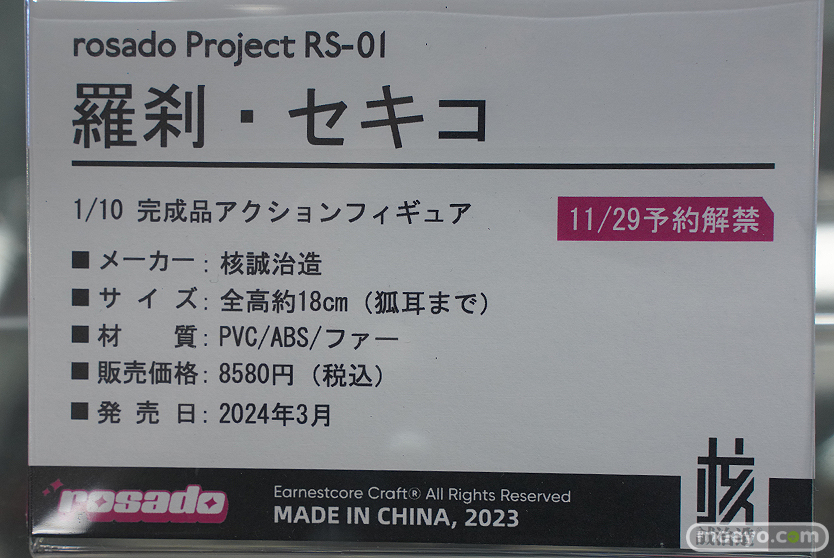 rosado Project RS-01
羅刹・セキコ
1/10 完成品アクションフィギュア
11/29予約解禁
■ メーカー：核誠治造
■ サイズ：全高約18cm（狐耳まで）
■ 材質：PVC/ABS/ファー
■ 販売価格：8580円（税込）
■ 発売日：2024年3月
rosado
Earnestcore Craft® All Rights Reserved
MADE IN CHINA, 2023
核
誠治造